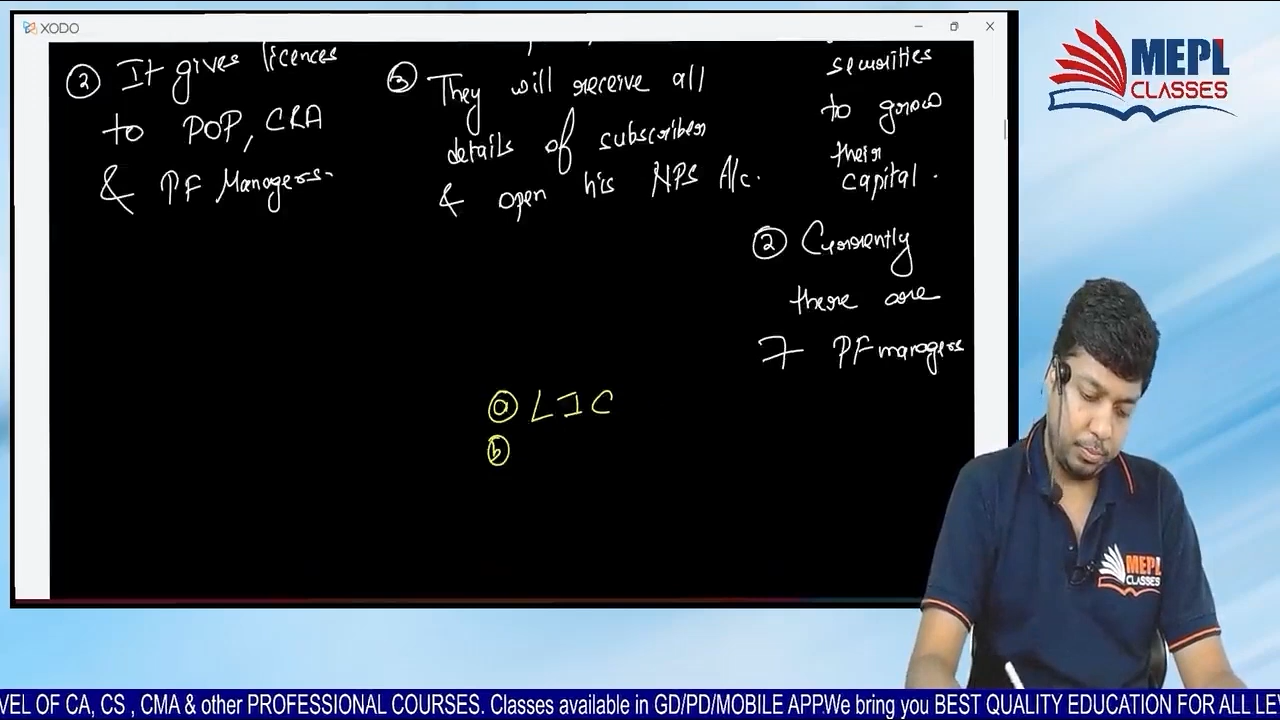 XODO
② It gives licences
to POP, CRA
& PF Managers.
③ They will receive all
details of subscriber
& open his NPS A/c.
securities
to grow
their
capital.
② Currently
there are
7 PF managers
ⓐ LIC
ⓑ
MEPL
CLASSES
MEPL
CLASSES
VEL OF CA, CS , CMA & other PROFESSIONAL COURSES. Classes available in GD/PD/MOBILE APP.We bring you BEST QUALITY EDUCATION FOR ALL LE